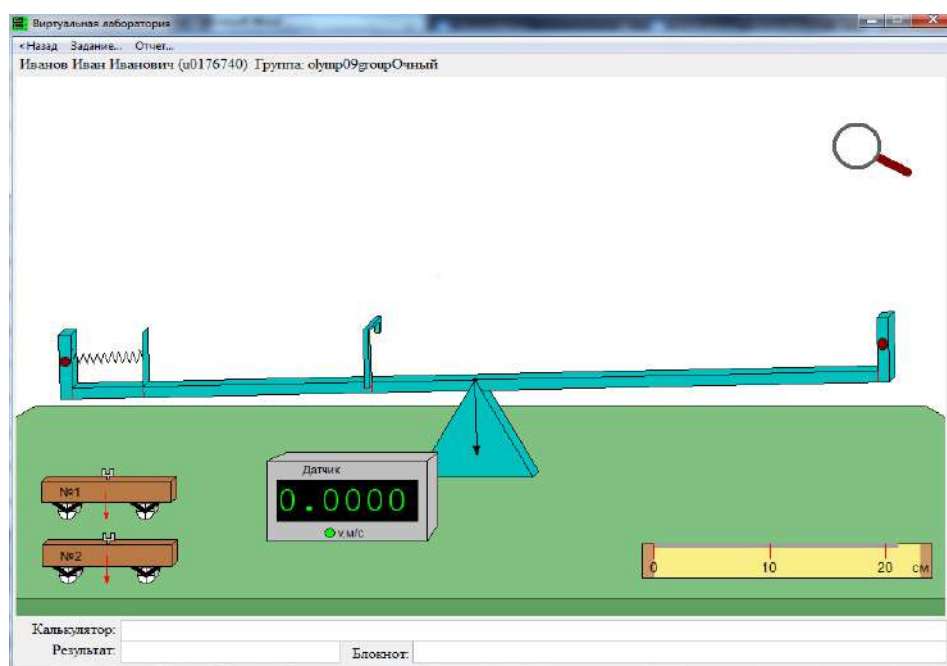 Виртуальная лаборатория
<Назад Задание... Отчет...
Иванов Иван Иванович (u0176740) Группа: olymp09groupОчный
№1
№2
Датчик
0.0000
v,м/с
0 10 20 см
Калькулятор:
Результат: Блокнот: